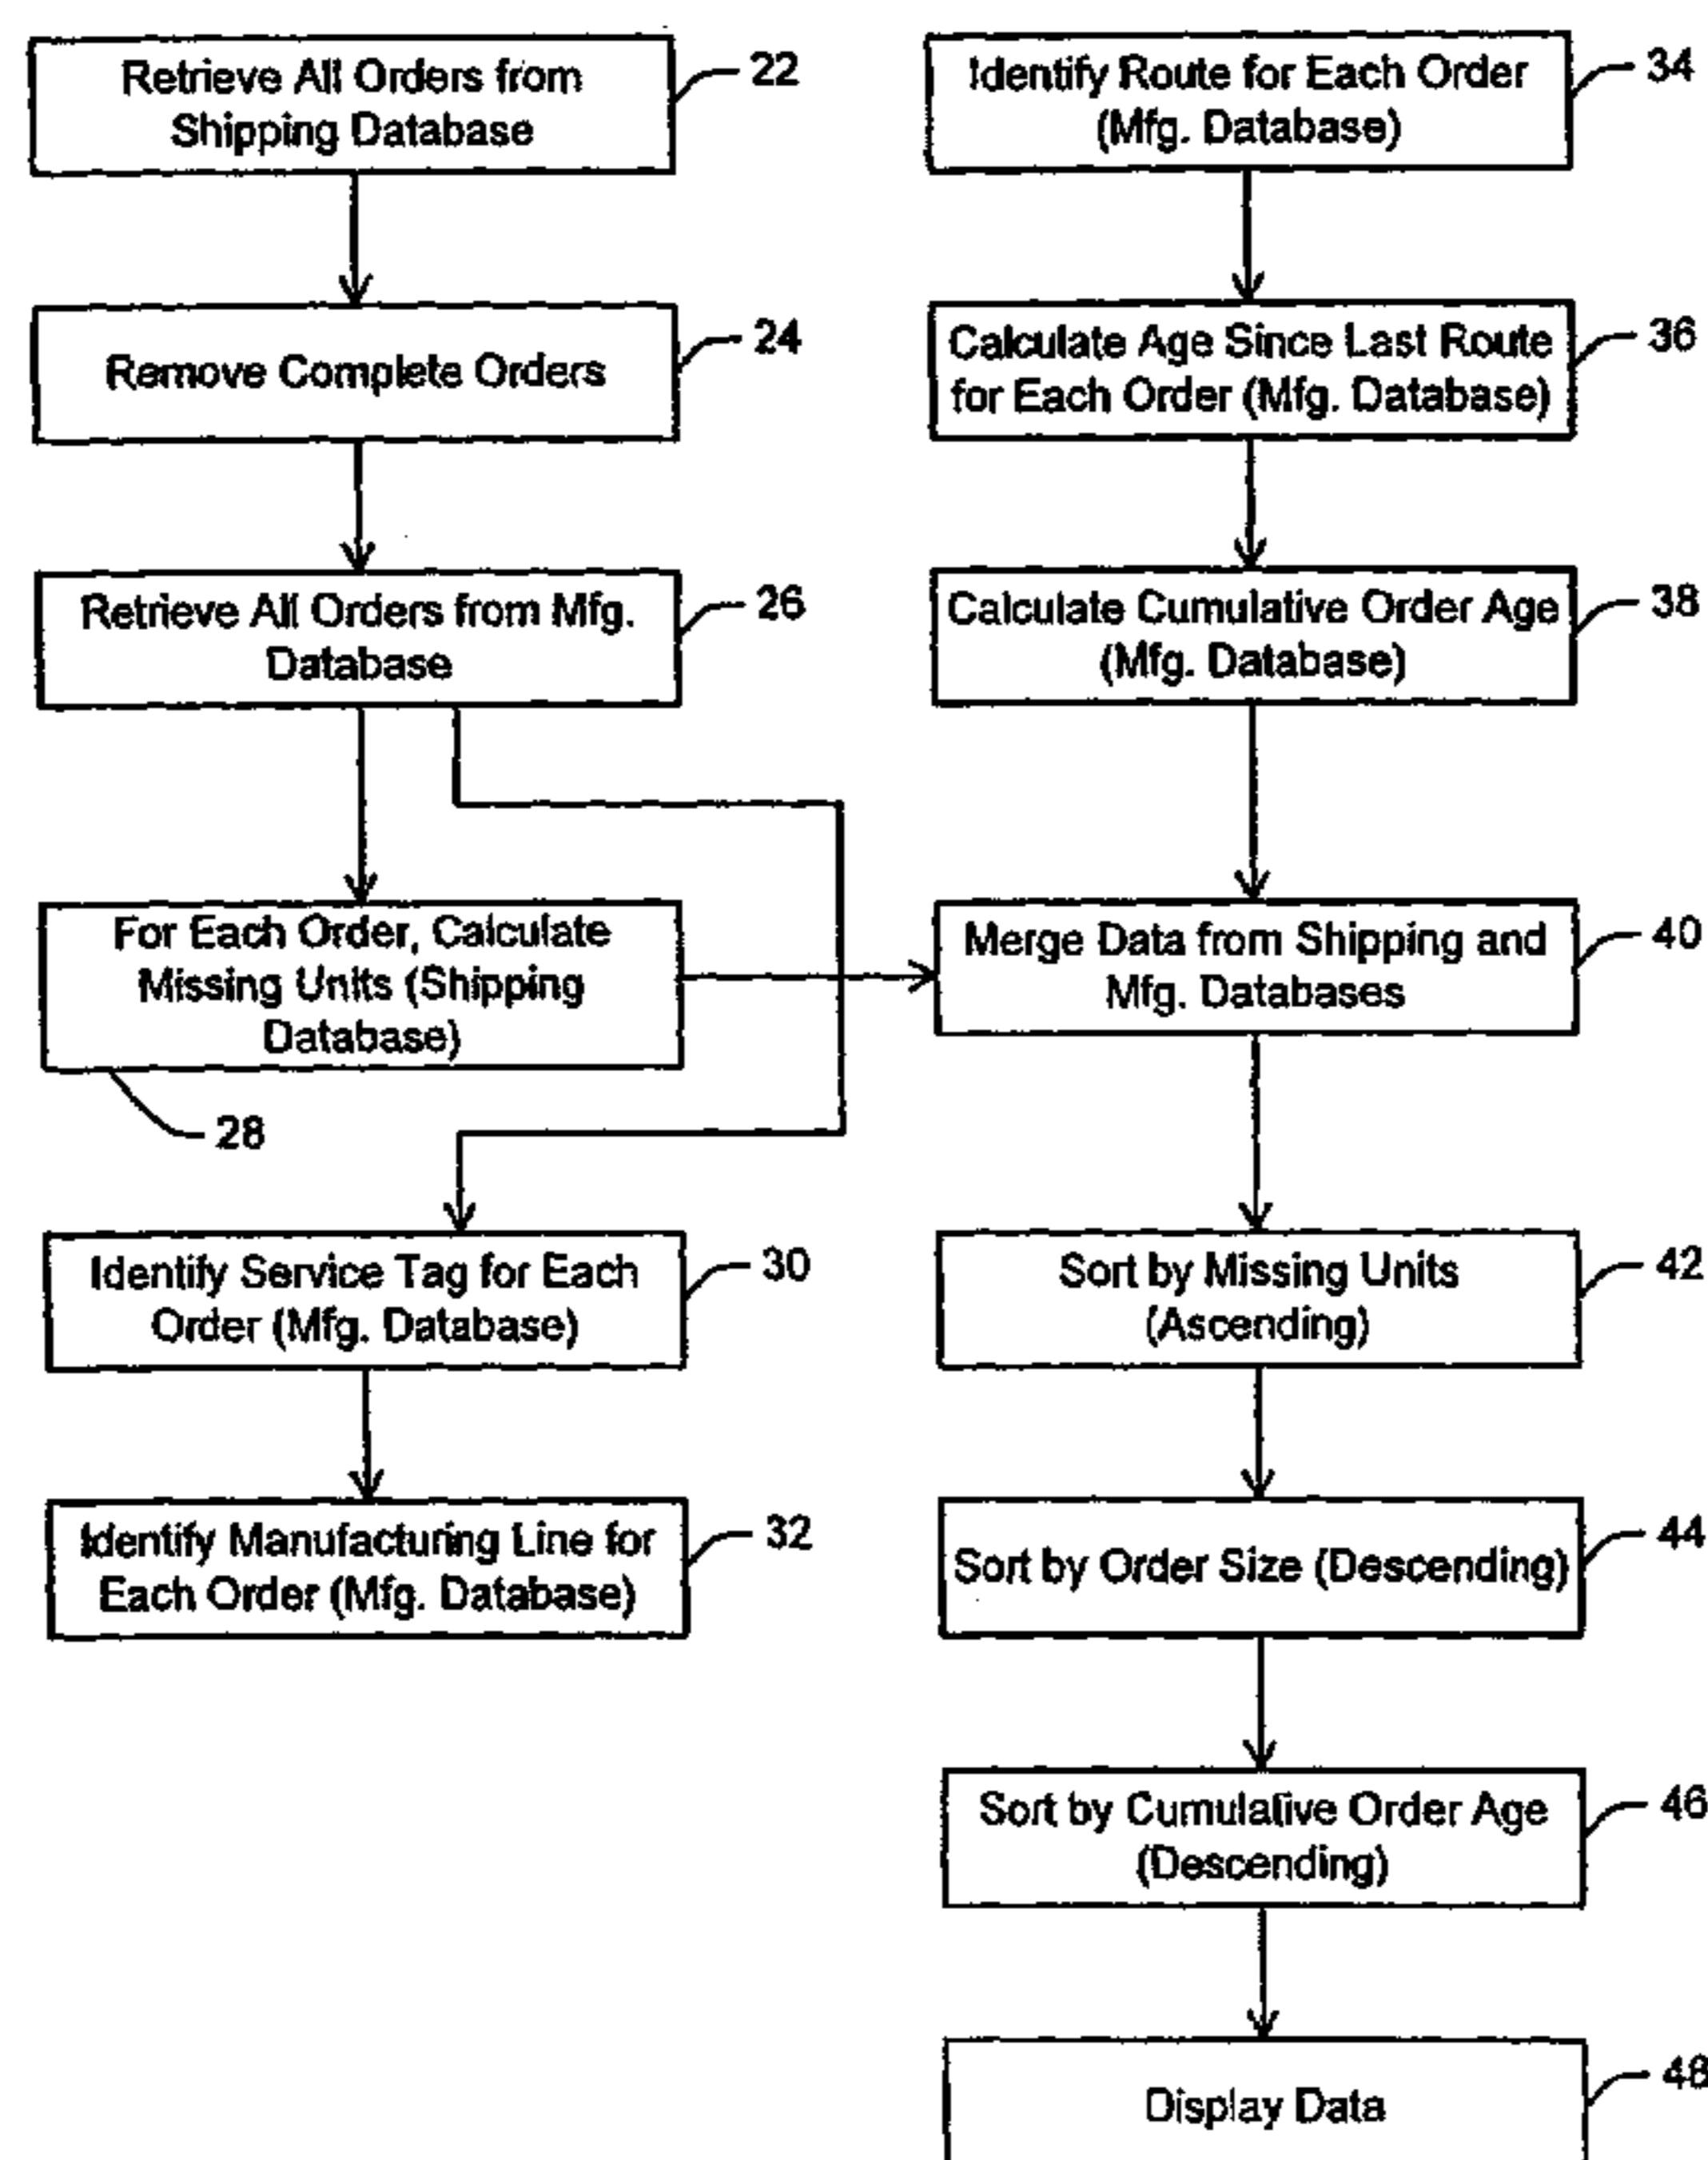 Retrieve All Orders from
Shipping Database
22
Remove Complete Orders
24
Retrieve All Orders from Mfg.
Database
26
For Each Order, Calculate
Missing Units (Shipping
Database)
28
Identify Service Tag for Each
Order (Mfg. Database)
30
Identify Manufacturing Line for
Each Order (Mfg. Database)
32
Identify Route for Each Order
(Mfg. Database)
34
Calculate Age Since Last Route
for Each Order (Mfg. Database)
36
Calculate Cumulative Order Age
(Mfg. Database)
38
Merge Data from Shipping and
Mfg. Databases
40
Sort by Missing Units
(Ascending)
42
Sort by Order Size (Descending)
44
Sort by Cumulative Order Age
(Descending)
46
Display Data
48